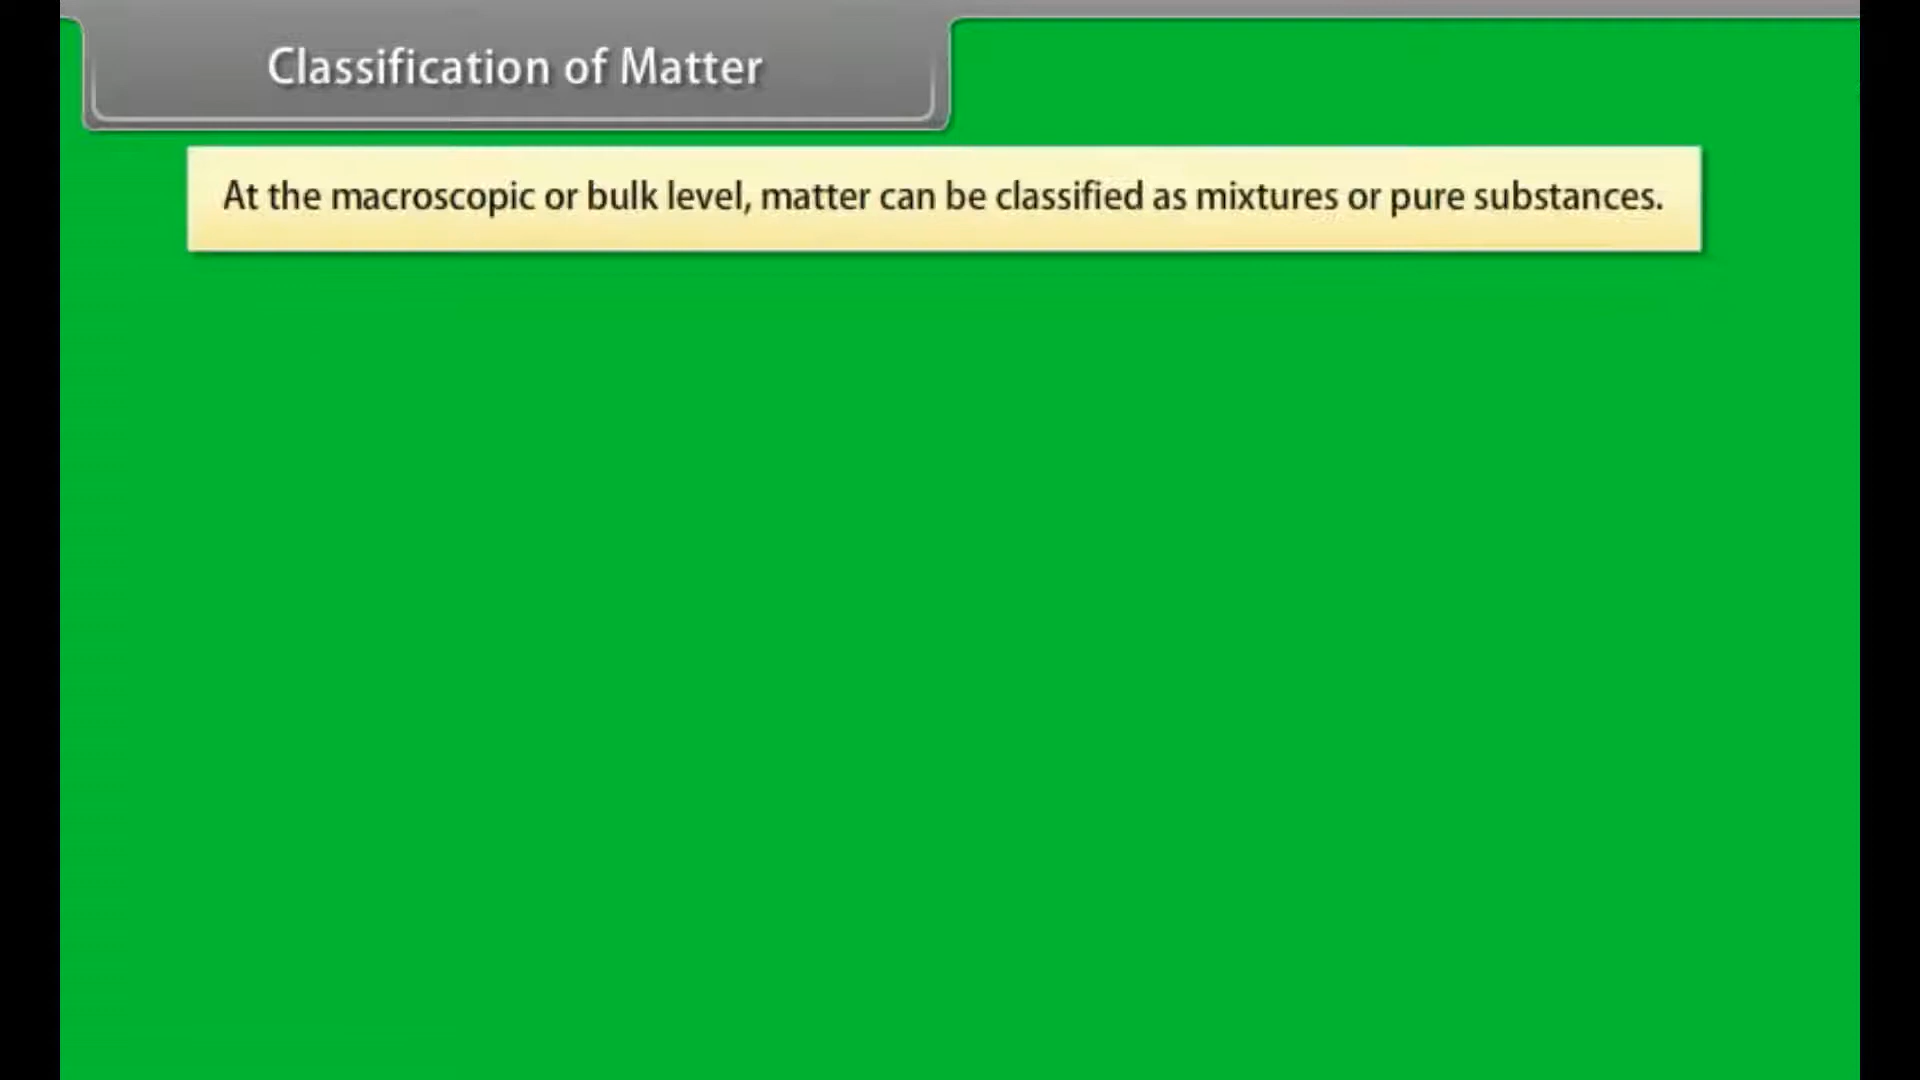 Classification of Matter
At the macroscopic or bulk level, matter can be classified as mixtures or pure substances.